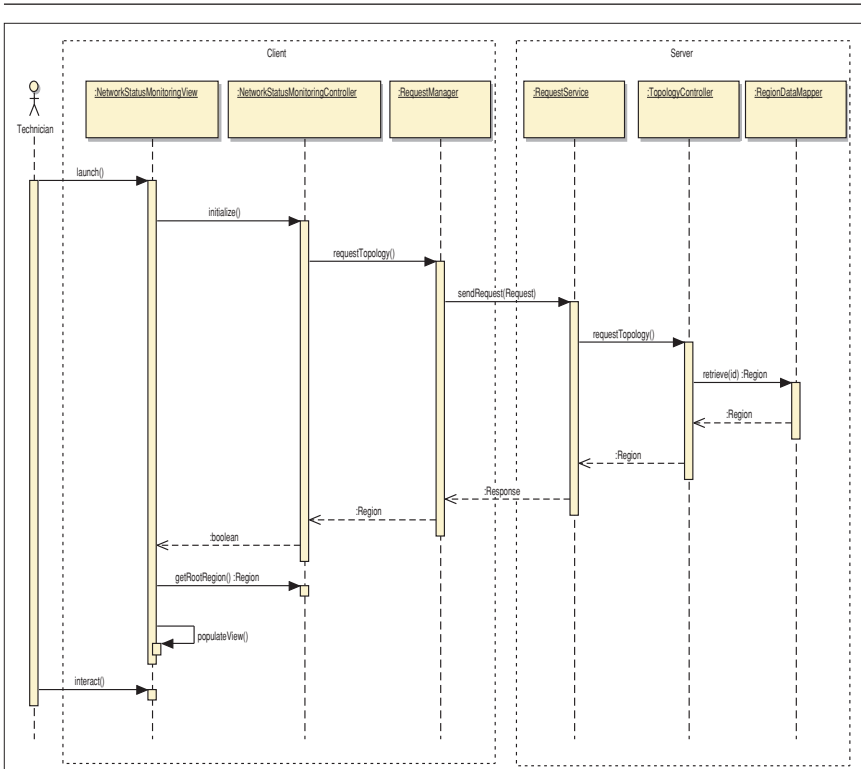 Client
Server
:NetworkStatusMonitoringView
:NetworkStatusMonitoringController
:RequestManager
:RequestService
:TopologyController
:RegionDataMapper
Technician
launch()
initialize()
requestTopology()
sendRequest(Request)
requestTopology()
retrieve(id) :Region
:Region
:Region
:Response
:Region
:boolean
getRootRegion() :Region
populateView()
interact()